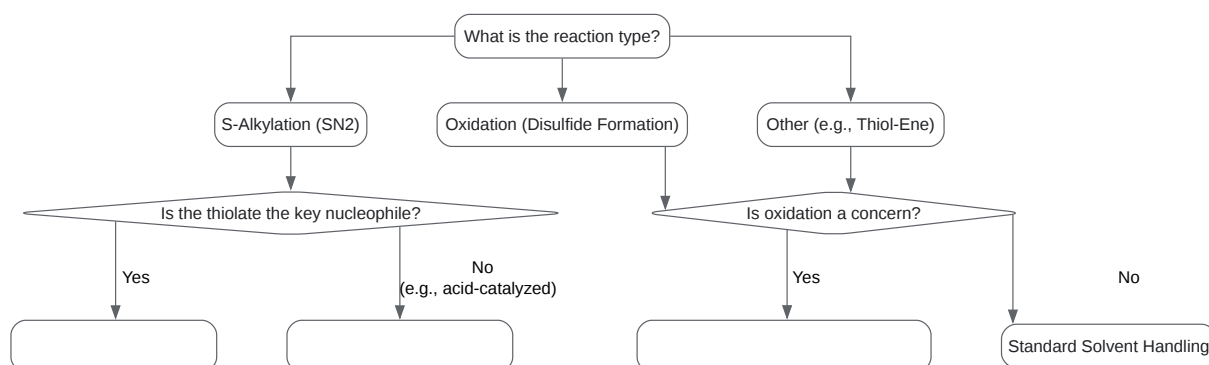 What is the reaction type?
S-Alkylation (SN2)
Oxidation (Disulfide Formation)
Other (e.g., Thiol-Ene)
Is the thiolate the key nucleophile?
Is oxidation a concern?
Yes
No
(e.g., acid-catalyzed)
Yes
No
Standard Solvent Handling